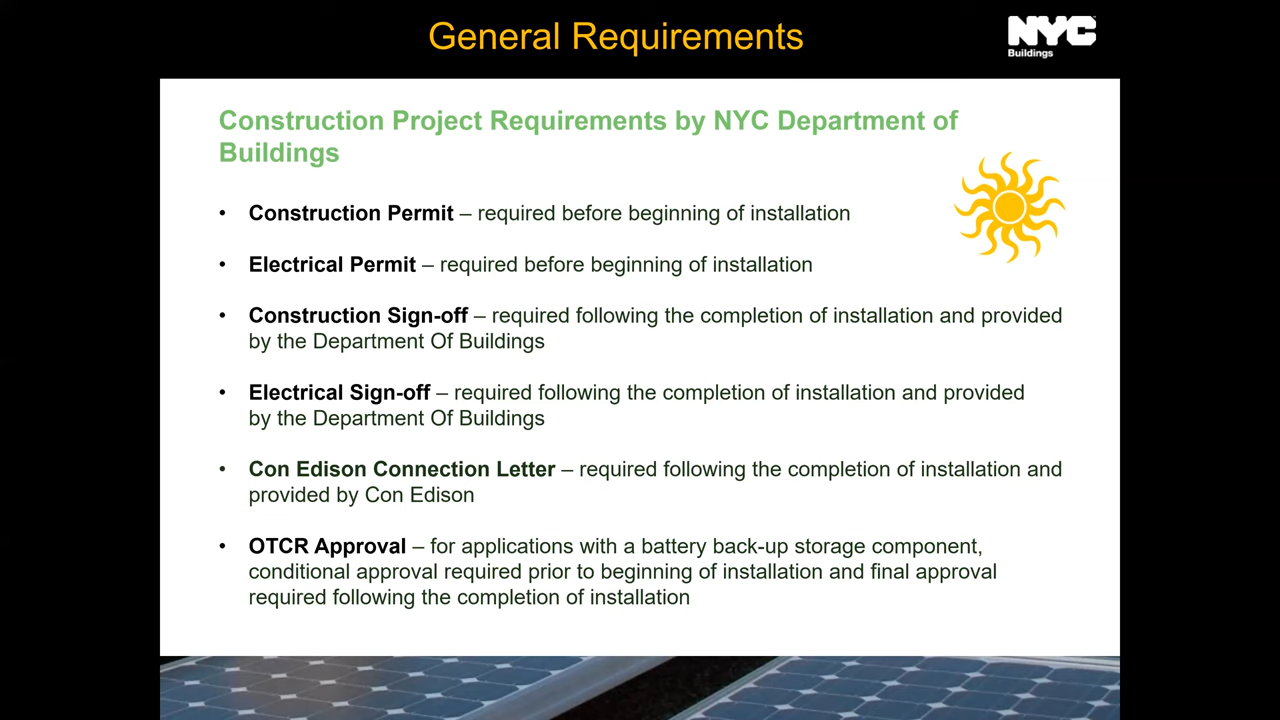 General Requirements
NYC
Buildings
Construction Project Requirements by NYC Department of
Buildings
• Construction Permit – required before beginning of installation
• Electrical Permit – required before beginning of installation
• Construction Sign-off – required following the completion of installation and provided
by the Department Of Buildings
• Electrical Sign-off – required following the completion of installation and provided
by the Department Of Buildings
• Con Edison Connection Letter – required following the completion of installation and
provided by Con Edison
• OTCR Approval – for applications with a battery back-up storage component,
conditional approval required prior to beginning of installation and final approval
required following the completion of installation